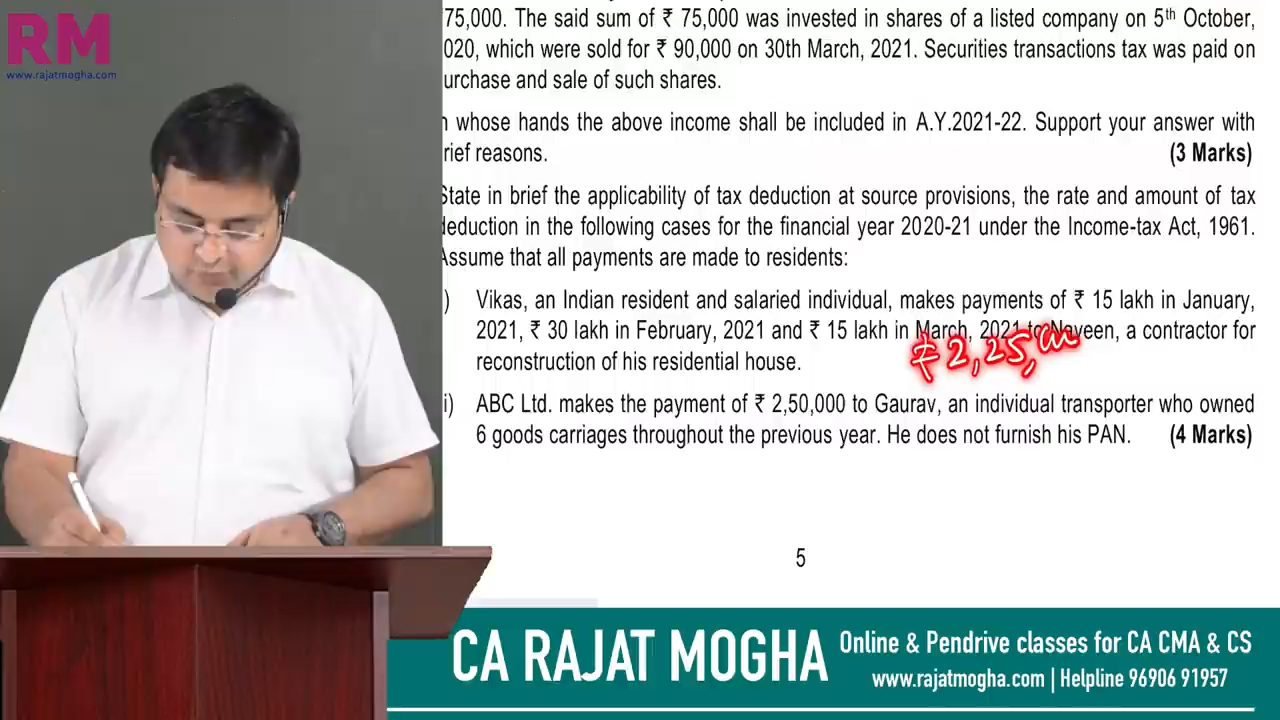 RM
www.rajatmogha.com
75,000. The said sum of ₹ 75,000 was invested in shares of a listed company on 5th October,
020, which were sold for ₹ 90,000 on 30th March, 2021. Securities transactions tax was paid on
urchase and sale of such shares.
n whose hands the above income shall be included in A.Y.2021-22. Support your answer with
rief reasons. (3 Marks)
State in brief the applicability of tax deduction at source provisions, the rate and amount of tax
deduction in the following cases for the financial year 2020-21 under the Income-tax Act, 1961.
Assume that all payments are made to residents:
) Vikas, an Indian resident and salaried individual, makes payments of ₹ 15 lakh in January,
2021, ₹ 30 lakh in February, 2021 and ₹ 15 lakh in March, 2021 to Naveen, a contractor for
₹ 2,25,
reconstruction of his residential house.
i) ABC Ltd. makes the payment of ₹ 2,50,000 to Gaurav, an individual transporter who owned
6 goods carriages throughout the previous year. He does not furnish his PAN. (4 Marks)
5
CA RAJAT MOGHA
Online & Pendrive classes for CA CMA & CS
www.rajatmogha.com | Helpline 96906 91957